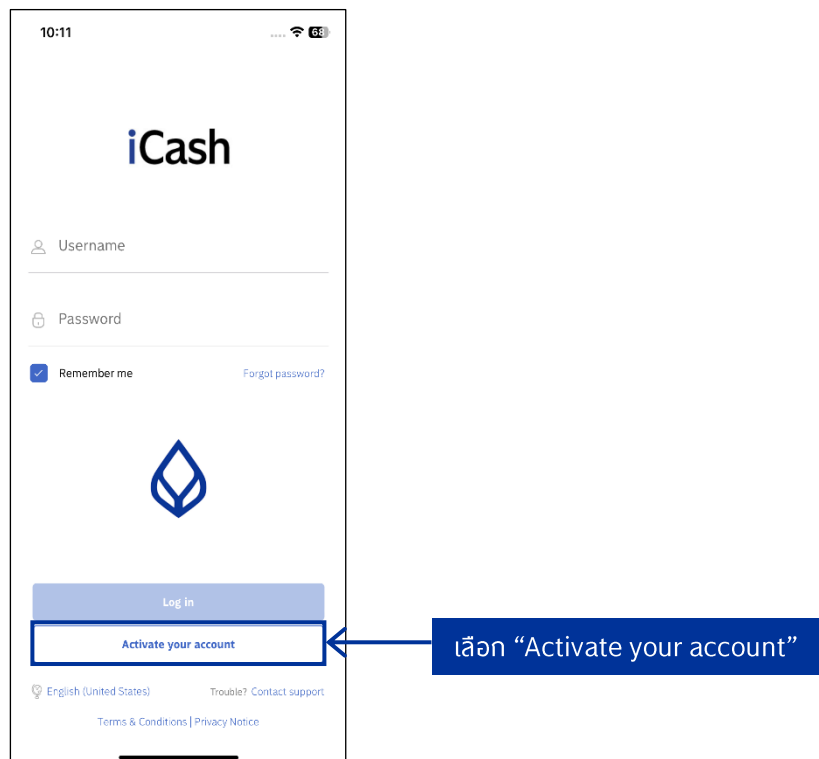 10:11
68
iCash
Username
Password
Remember me
Forgot password?
Log in
Activate your account
เลือก “Activate your account”
English (United States)
Trouble? Contact support
Terms & Conditions | Privacy Notice